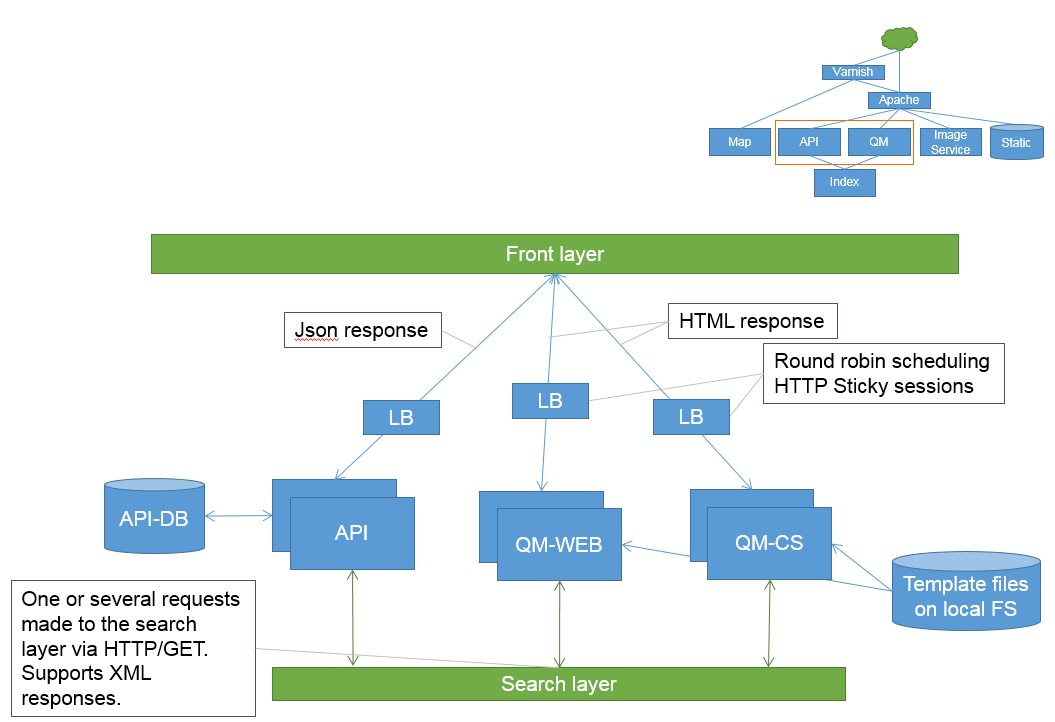 Varnish
Apache
Map
API
QM
Image
Service
Static
Index
Front layer
Json response
HTML response
Round robin scheduling
HTTP Sticky sessions
LB
LB
LB
API-DB
API
QM-WEB
QM-CS
Template files
on local FS
One or several requests
made to the search
layer via HTTP/GET.
Supports XML
responses.
Search layer